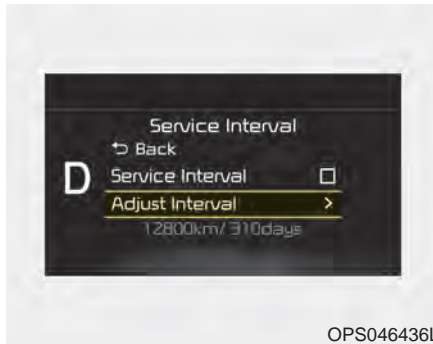 Service Interval
⮌ Back
D
Service Interval ☐
Adjust Interval >
12800km/ 310days
OPS046436L